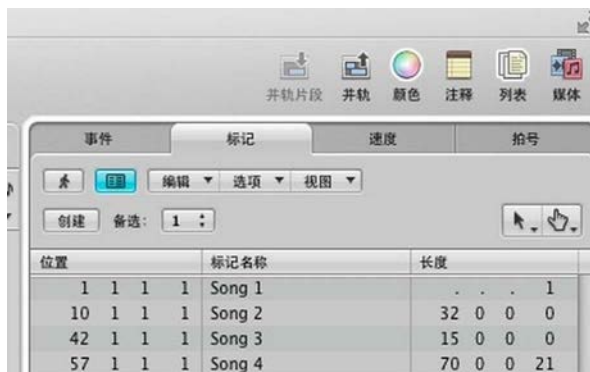 并轨片段 并轨 颜色 注释 列表 媒体
事件 标记 速度 拍号
编辑 选项 视图
创建 备选: 1
位置 标记名称 长度
1 1 1 1 Song 1 . . . 1
10 1 1 1 Song 2 32 0 0 0
42 1 1 1 Song 3 15 0 0 0
57 1 1 1 Song 4 70 0 0 21